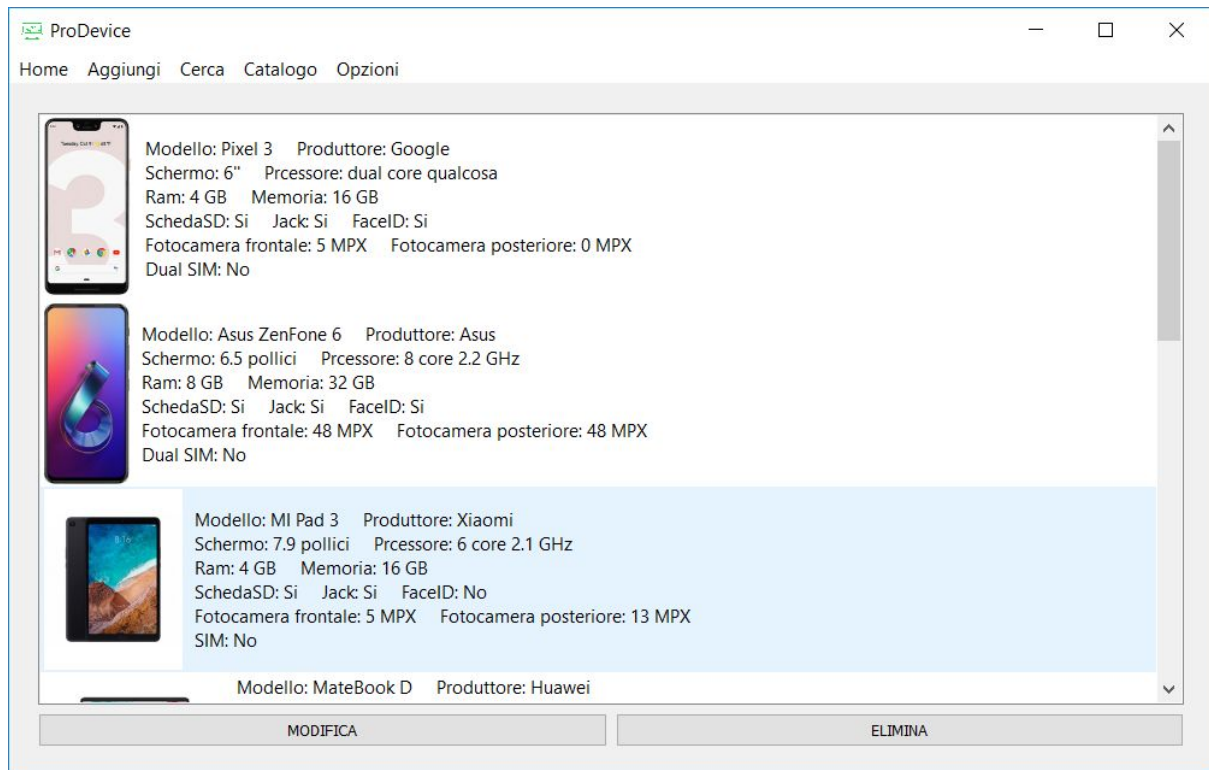 ProDevice
Home Aggiungi Cerca Catalogo Opzioni
Modello: Pixel 3 Produttore: Google
Schermo: 6" Prcessore: dual core qualcosa
Ram: 4 GB Memoria: 16 GB
SchedaSD: Si Jack: Si FaceID: Si
Fotocamera frontale: 5 MPX Fotocamera posteriore: 0 MPX
Dual SIM: No
Modello: Asus ZenFone 6 Produttore: Asus
Schermo: 6.5 pollici Prcessore: 8 core 2.2 GHz
Ram: 8 GB Memoria: 32 GB
SchedaSD: Si Jack: Si FaceID: Si
Fotocamera frontale: 48 MPX Fotocamera posteriore: 48 MPX
Dual SIM: No
8:16
Modello: MI Pad 3 Produttore: Xiaomi
Schermo: 7.9 pollici Prcessore: 6 core 2.1 GHz
Ram: 4 GB Memoria: 16 GB
SchedaSD: Si Jack: Si FaceID: No
Fotocamera frontale: 5 MPX Fotocamera posteriore: 13 MPX
SIM: No
Modello: MateBook D Produttore: Huawei
MODIFICA ELIMINA